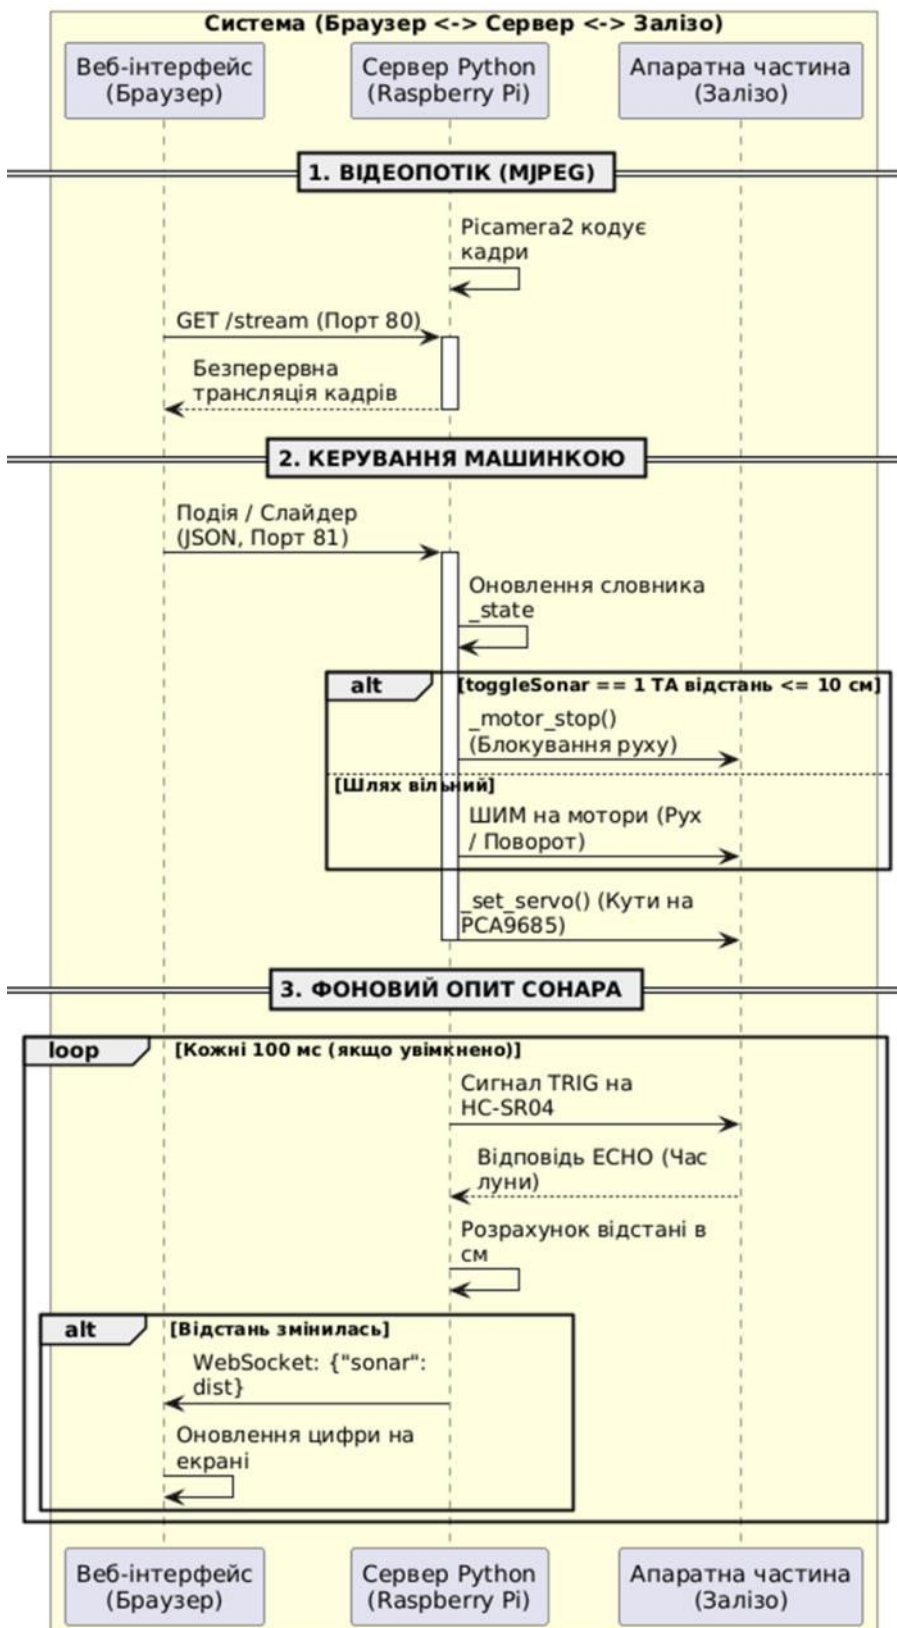 Система (Браузер <-> Сервер <-> Залізо)
Веб-інтерфейс
(Браузер)
Сервер Python
(Raspberry Pi)
Апаратна частина
(Залізо)
1. ВІДЕОПОТІК (MJPEG)
Picamera2 кодує
кадри
GET /stream (Порт 80)
Безперервна
трансляція кадрів
2. КЕРУВАННЯ МАШИНКОЮ
Подія / Слайдер
(JSON, Порт 81)
Оновлення словника
_state
alt [toggleSonar == 1 ТА відстань <= 10 см]
_motor_stop()
(Блокування руху)
[Шлях вільний]
ШИМ на мотори (Рух
/ Поворот)
_set_servo() (Кути на
PCA9685)
3. ФОНОВИЙ ОПИТ СОНАРА
loop [Кожні 100 мс (якщо увімкнено)]
Сигнал TRIG на
HC-SR04
Відповідь ECHO (Час
луни)
Розрахунок відстані в
см
alt [Відстань змінилась]
WebSocket: {"sonar":
dist}
Оновлення цифри на
екрані
Веб-інтерфейс
(Браузер)
Сервер Python
(Raspberry Pi)
Апаратна частина
(Залізо)